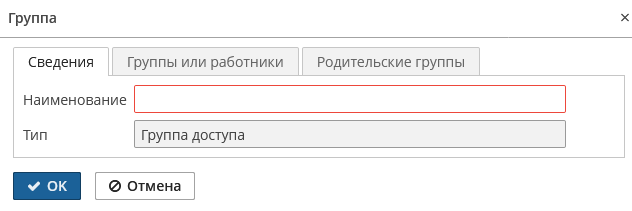 Группа
Сведения Группы или работники Родительские группы
Наименование
Тип Группа доступа
OK Отмена